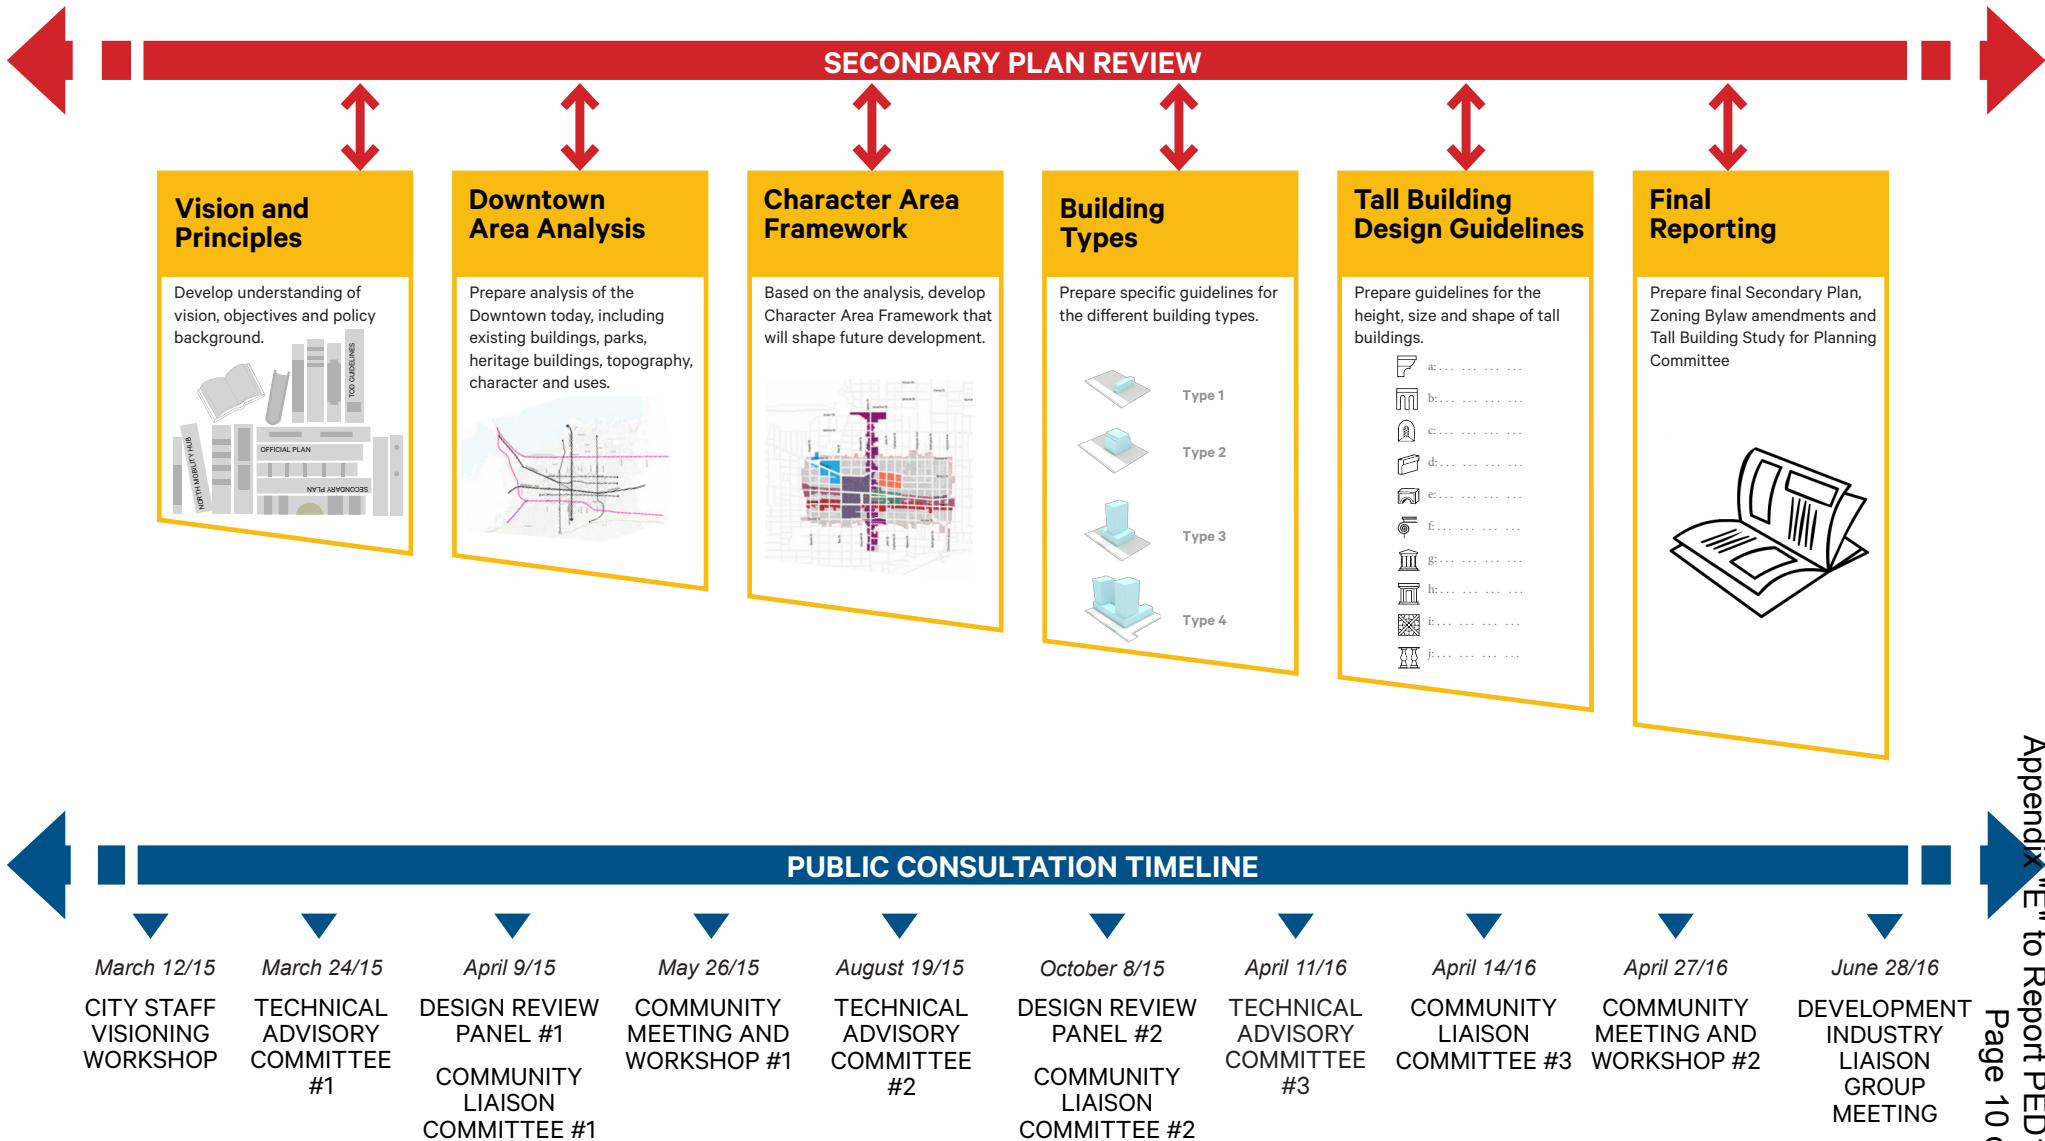 SECONDARY PLAN REVIEW
Vision and
Principles
Develop understanding of
vision, objectives and policy
background.
TOD GUIDELINES
NORTH MOBILITY HUB
OFFICIAL PLAN
SECONDARY PLAN
Downtown
Area Analysis
Prepare analysis of the
Downtown today, including
existing buildings, parks,
heritage buildings, topography,
character and uses.
Character Area
Framework
Based on the analysis, develop
Character Area Framework that
will shape future development.
Building
Types
Prepare specific guidelines for
the different building types.
Type 1
Type 2
Type 3
Type 4
Tall Building
Design Guidelines
Prepare guidelines for the
height, size and shape of tall
buildings.
a:... ... ... ...
b:... ... ... ...
c:... ... ... ...
d:... ... ... ...
e:... ... ... ...
f:... ... ... ...
g:... ... ... ...
h:... ... ... ...
i:... ... ... ...
j:... ... ... ...
Final
Reporting
Prepare final Secondary Plan,
Zoning Bylaw amendments and
Tall Building Study for Planning
Committee
PUBLIC CONSULTATION TIMELINE
March 12/15
CITY STAFF
VISIONING
WORKSHOP
March 24/15
TECHNICAL
ADVISORY
COMMITTEE
#1
April 9/15
DESIGN REVIEW
PANEL #1
COMMUNITY
LIAISON
COMMITTEE #1
May 26/15
COMMUNITY
MEETING AND
WORKSHOP #1
August 19/15
TECHNICAL
ADVISORY
COMMITTEE
#2
October 8/15
DESIGN REVIEW
PANEL #2
COMMUNITY
LIAISON
COMMITTEE #2
April 11/16
TECHNICAL
ADVISORY
COMMITTEE
#3
April 14/16
COMMUNITY
LIAISON
COMMITTEE #3
April 27/16
COMMUNITY
MEETING AND
WORKSHOP #2
June 28/16
DEVELOPMENT
INDUSTRY
LIAISON
GROUP
MEETING
Appendix "E" to Report PED
Page 10